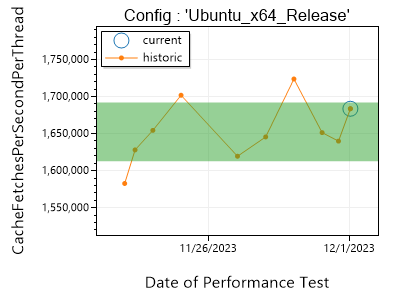 Config : 'Ubuntu_x64_Release'
current
historic
CacheFetchesPerSecondPerThread
1,750,000
1,700,000
1,650,000
1,600,000
1,550,000
11/26/2023
12/1/2023
Date of Performance Test